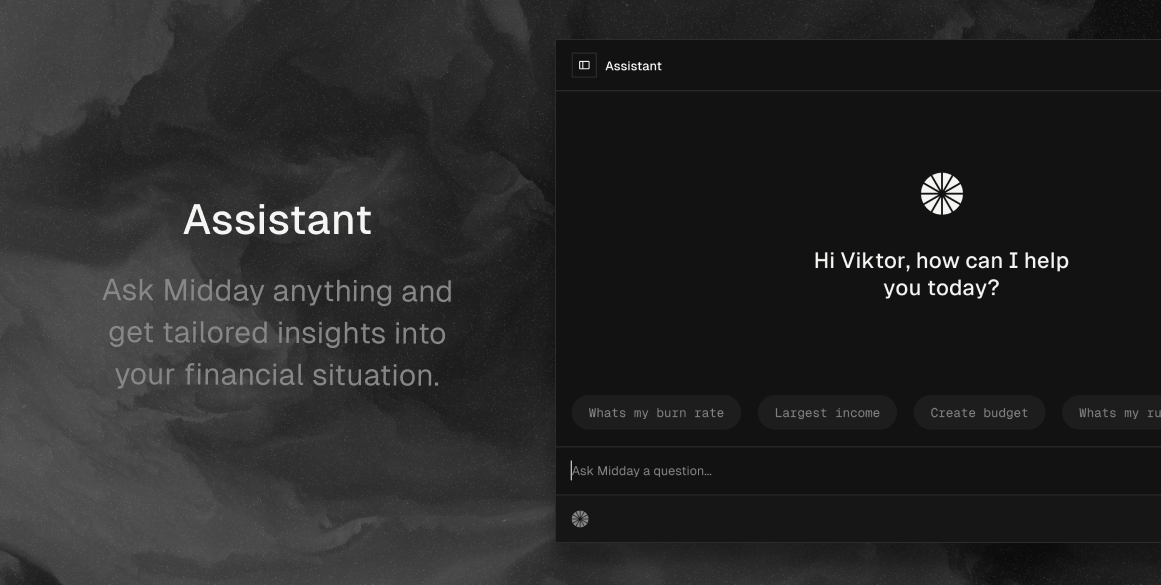 Assistant
Ask Midday anything and
get tailored insights into
your financial situation.
Assistant
Hi Viktor, how can I help
you today?
Whats my burn rate
Largest income
Create budget
Whats my ru
Ask Midday a question...